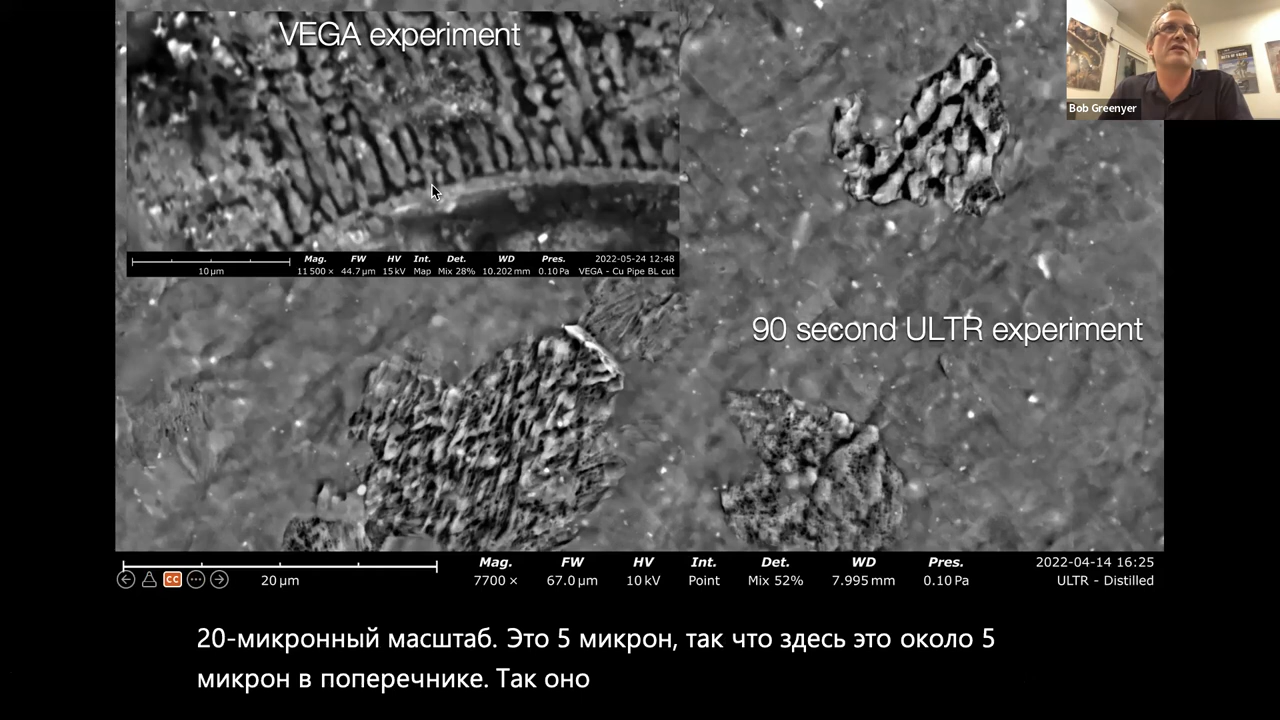 VEGA experiment
Bob Greenyer
Mag. FW HV Int. Det. WD Pres. 2022-05-24 12:48
10 µm 11 500 × 44.7 µm 15 kV Map Mix 28% 10.202 mm 0.10 Pa VEGA - Cu Pipe BL cut
90 second ULTR experiment
Mag. FW HV Int. Det. WD Pres. 2022-04-14 16:25
CC 20 µm 7700 × 67.0 µm 10 kV Point Mix 52% 7.995 mm 0.10 Pa ULTR - Distilled
20-микронный масштаб. Это 5 микрон, так что здесь это около 5
микрон в поперечнике. Так оно